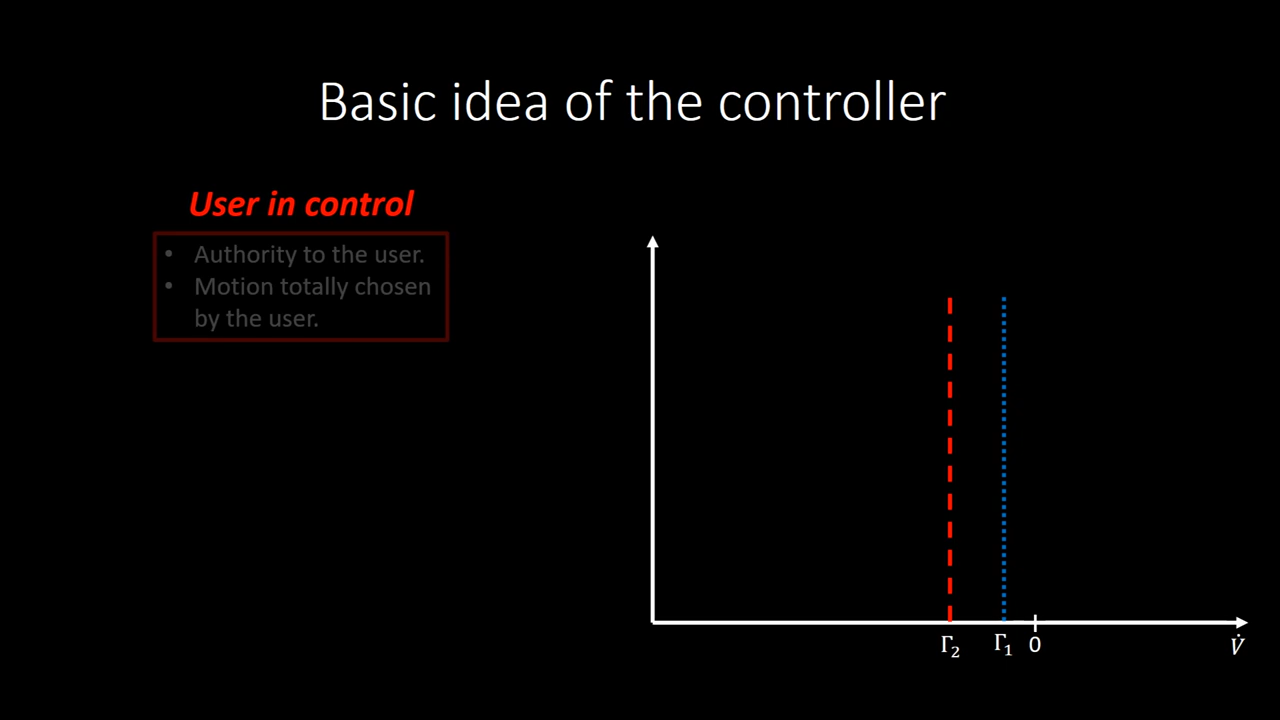 Basic idea of the controller
User in control
• Authority to the user.
• Motion totally chosen
by the user.
Γ₂ Γ₁ 0 V̇